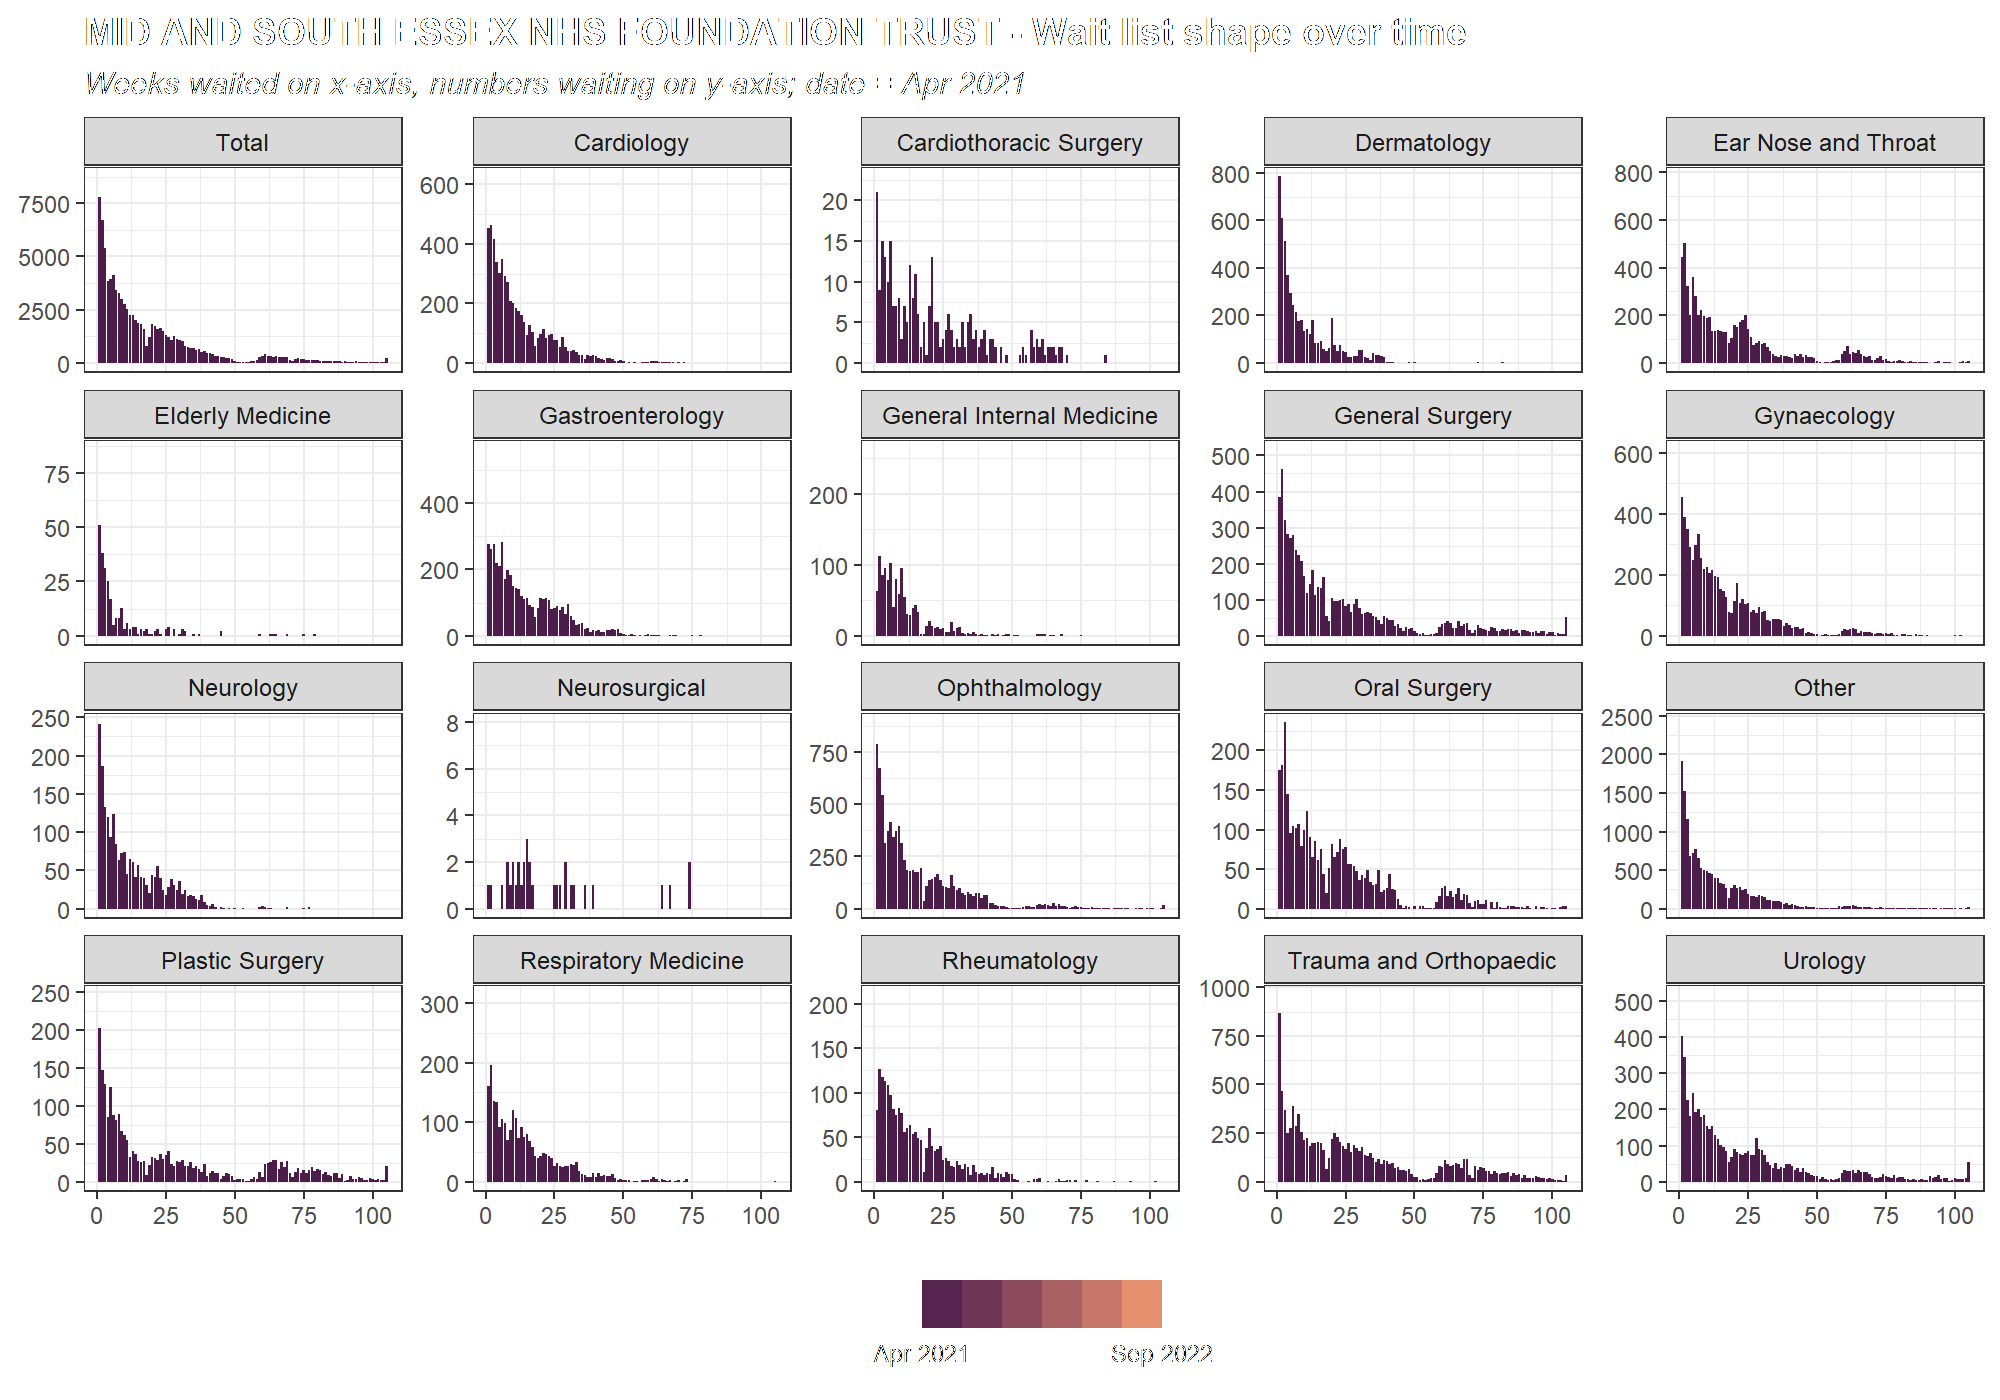 MID AND SOUTH ESSEX NHS FOUNDATION TRUST - Wait list shape over time
Weeks waited on x-axis, numbers waiting on y-axis; date = Apr 2021
Total Cardiology Cardiothoracic Surgery Dermatology Ear Nose and Throat
7500 5000 2500 0
600 400 200 0
20 15 10 5 0
800 600 400 200 0
800 600 400 200 0
Elderly Medicine Gastroenterology General Internal Medicine General Surgery Gynaecology
75 50 25 0
400 200 0
200 100 0
500 400 300 200 100 0
600 400 200 0
Neurology Neurosurgical Ophthalmology Oral Surgery Other
250 200 150 100 50 0
8 6 4 2 0
750 500 250 0
200 150 100 50 0
2500 2000 1500 1000 500 0
Plastic Surgery Respiratory Medicine Rheumatology Trauma and Orthopaedic Urology
250 200 150 100 50 0
300 200 100 0
200 150 100 50 0
1000 750 500 250 0
500 400 300 200 100 0
0 25 50 75 100 0 25 50 75 100 0 25 50 75 100 0 25 50 75 100 0 25 50 75 100
Apr 2021 Sep 2022